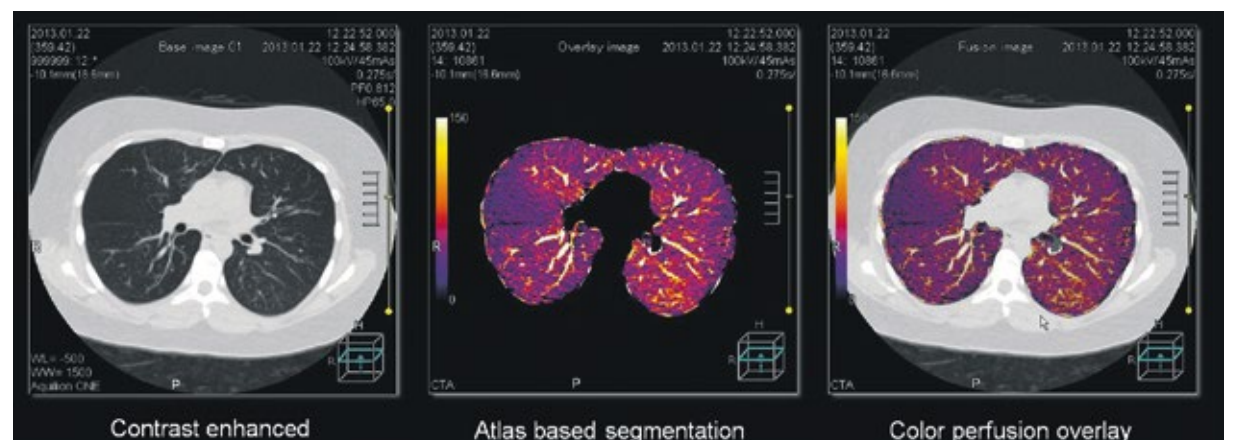 2013.01.22
(359.42)
999999: 12 *
-10.1mm(16.6mm)
Base image C1
12:22:52.000
2013.01.22 12:24:58.382
100kV/45mAs
0.275s/
PF0.812
HP65.0
R
WL= -500
WW= 1500
Aquilion ONE
P
H
R
Contrast enhanced
2013.01.22
(359.42)
14: 10861
-10.1mm(16.6mm)
Overlay image
12:22:52.000
2013.01.22 12:24:58.382
100kV/45mAs
0.275s/
150
R
0
CTA
P
H
R
Atlas based segmentation
2013.01.22
(359.42)
14: 10861
-10.1mm(16.6mm)
Fusion image
12:22:52.000
2013.01.22 12:24:58.382
100kV/45mAs
0.275s/
150
R
0
CTA
P
H
R
Color perfusion overlay